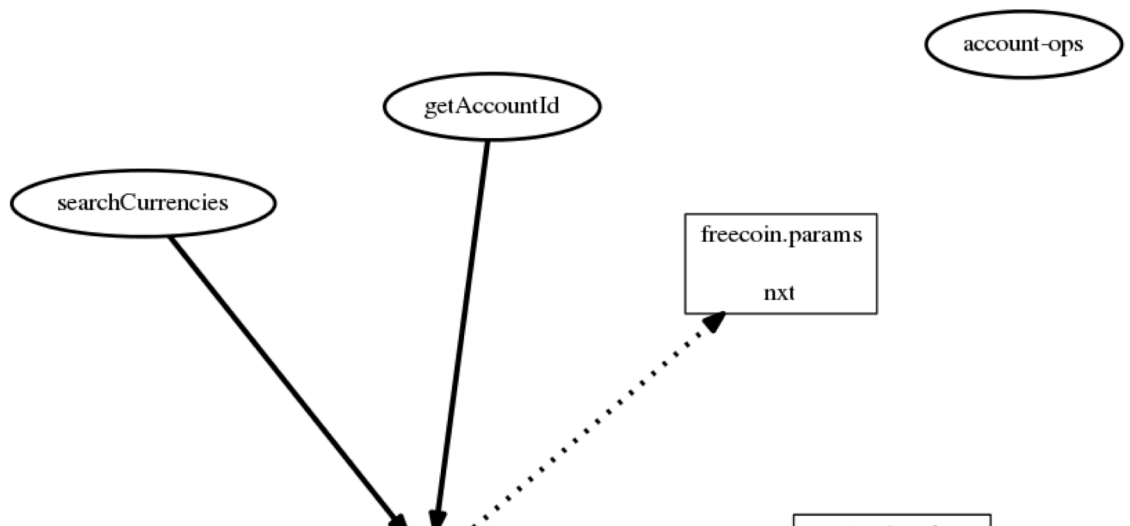 account-ops
getAccountId
searchCurrencies
freecoin.params
nxt